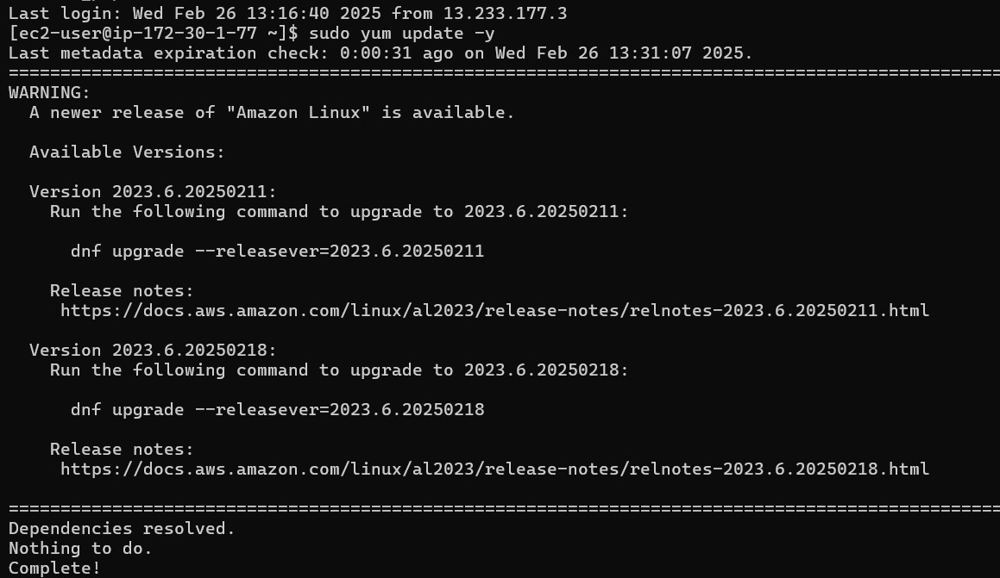 Last login: Wed Feb 26 13:16:40 2025 from 13.233.177.3
[ec2-user@ip-172-30-1-77 ~]$ sudo yum update -y
Last metadata expiration check: 0:00:31 ago on Wed Feb 26 13:31:07 2025.
================================================================================================
WARNING:
  A newer release of "Amazon Linux" is available.

  Available Versions:

  Version 2023.6.20250211:
    Run the following command to upgrade to 2023.6.20250211:

      dnf upgrade --releasever=2023.6.20250211

    Release notes:
     https://docs.aws.amazon.com/linux/al2023/release-notes/relnotes-2023.6.20250211.html

  Version 2023.6.20250218:
    Run the following command to upgrade to 2023.6.20250218:

      dnf upgrade --releasever=2023.6.20250218

    Release notes:
     https://docs.aws.amazon.com/linux/al2023/release-notes/relnotes-2023.6.20250218.html

================================================================================================
Dependencies resolved.
Nothing to do.
Complete!